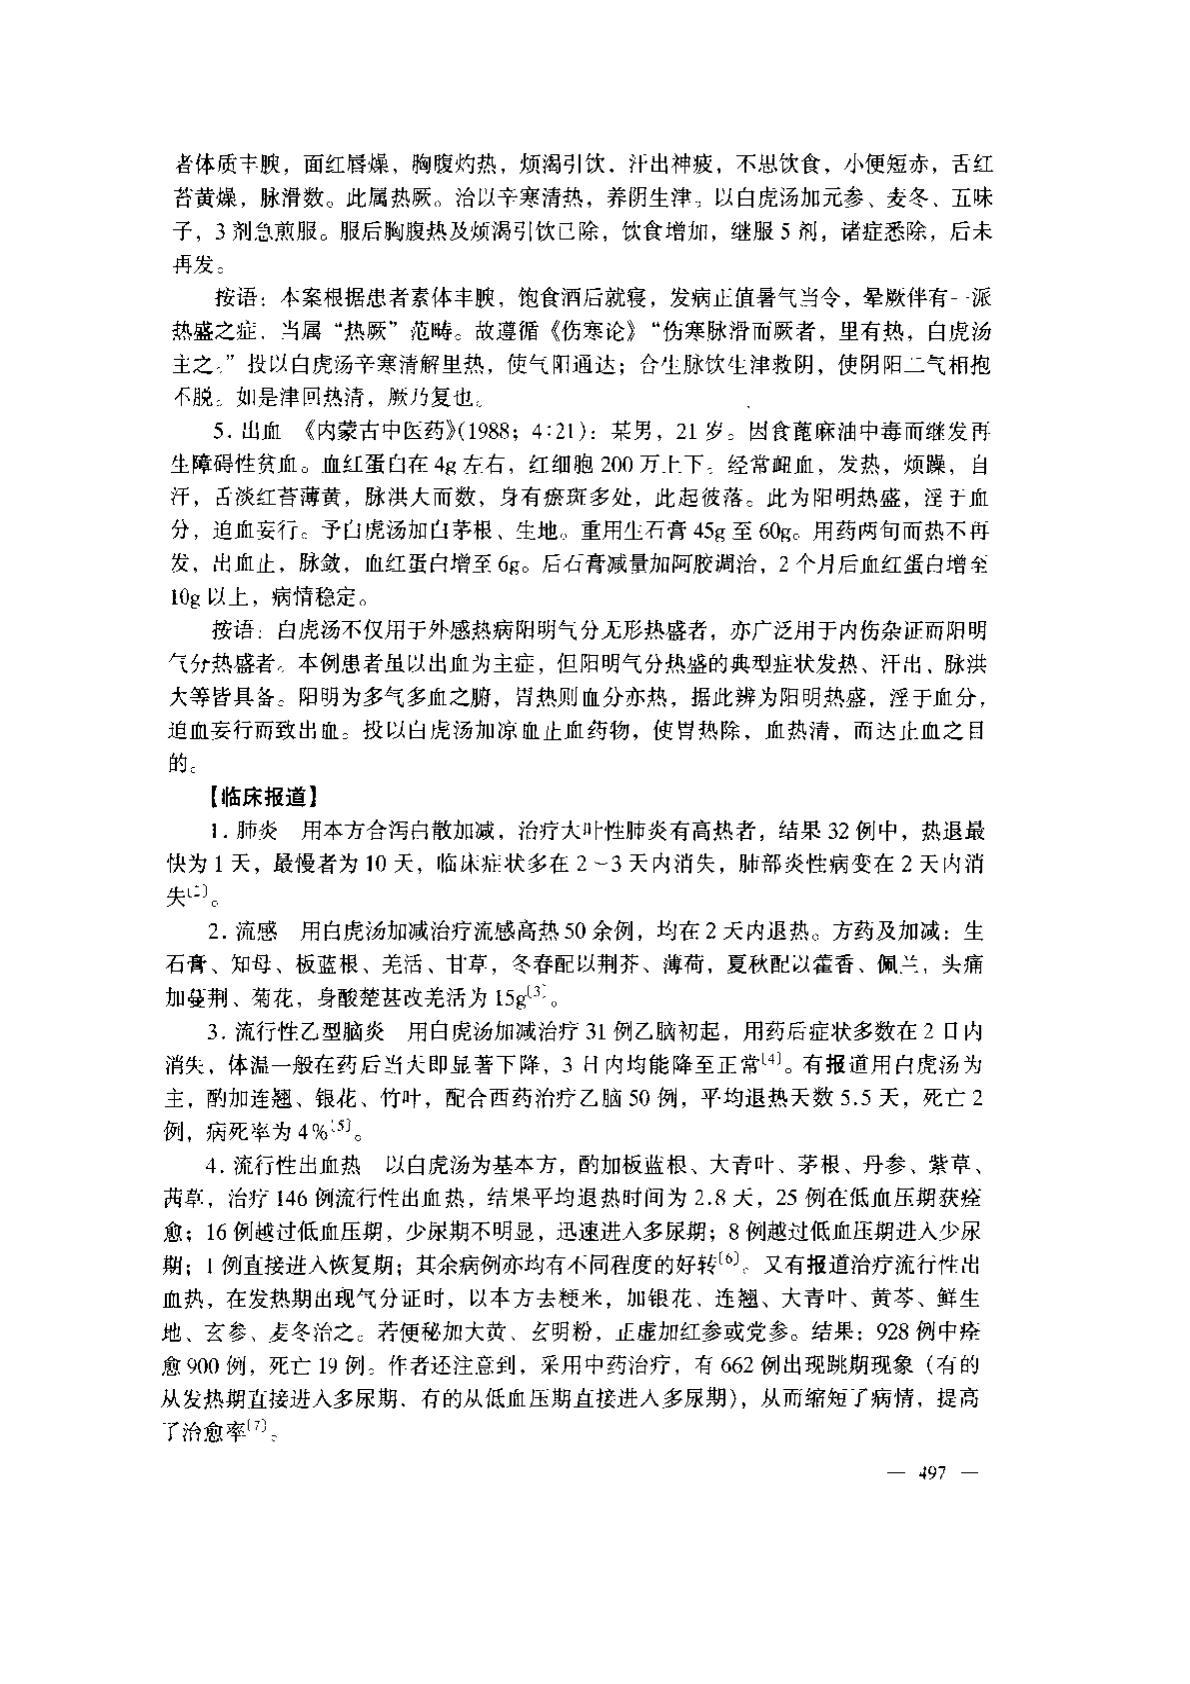 者体质丰腴，面红唇燥，胸腹灼热，烦渴引饮，汗出神疲，不思饮食，小便短赤，舌红
苔黄燥，脉滑数。此属热厥。治以辛寒清热，养阴生津。以白虎汤加元参、麦冬、五味
子，3 剂急煎服。服后胸腹热及烦渴引饮已除，饮食增加，继服 5 剂，诸症悉除，后未
再发。
按语：本案根据患者素体丰腴，饱食酒后就寝，发病正值暑气当令，晕厥伴有一派
热盛之症，当属“热厥”范畴。故遵循《伤寒论》“伤寒脉滑而厥者，里有热，白虎汤
主之。”投以白虎汤辛寒清解里热，使气阳通达；合生脉饮生津救阴，使阴阳二气相抱
不脱。如是津回热清，厥乃复也。
5. 出血　《内蒙古中医药》(1988；4:21)：某男，21 岁。因食蓖麻油中毒而继发再
生障碍性贫血。血红蛋白在 4g 左右，红细胞 200 万上下。经常衄血，发热，烦躁，自
汗，舌淡红苔薄黄，脉洪大而数，身有瘀斑多处，此起彼落。此为阳明热盛，淫于血
分，迫血妄行。予白虎汤加白茅根、生地。重用生石膏 45g 至 60g。用药两旬而热不再
发，出血止，脉敛，血红蛋白增至 6g。后石膏减量加阿胶调治，2 个月后血红蛋白增至
10g 以上，病情稳定。
按语：白虎汤不仅用于外感热病阳明气分无形热盛者，亦广泛用于内伤杂证而阳明
气分热盛者。本例患者虽以出血为主症，但阳明气分热盛的典型症状发热、汗出、脉洪
大等皆具备。阳明为多气多血之腑，胃热则血分亦热，据此辨为阳明热盛，淫于血分，
迫血妄行而致出血。投以白虎汤加凉血止血药物，使胃热除，血热清，而达止血之目
的。
【临床报道】
1. 肺炎　用本方合泻白散加减，治疗大叶性肺炎有高热者，结果 32 例中，热退最
快为 1 天，最慢者为 10 天，临床症状多在 2～3 天内消失，肺部炎性病变在 2 天内消
失〔2〕。
2. 流感　用白虎汤加减治疗流感高热 50 余例，均在 2 天内退热。方药及加减：生
石膏、知母、板蓝根、羌活、甘草，冬春配以荆芥、薄荷，夏秋配以藿香、佩兰，头痛
加蔓荆、菊花，身酸楚甚改羌活为 15g〔3〕。
3. 流行性乙型脑炎　用白虎汤加减治疗 31 例乙脑初起，用药后症状多数在 2 日内
消失，体温一般在药后当天即显著下降，3 日内均能降至正常〔4〕。有报道用白虎汤为
主，酌加连翘、银花、竹叶，配合西药治疗乙脑 50 例，平均退热天数 5.5 天，死亡 2
例，病死率为 4%〔5〕。
4. 流行性出血热　以白虎汤为基本方，酌加板蓝根、大青叶、茅根、丹参、紫草、
茜草，治疗 146 例流行性出血热，结果平均退热时间为 2.8 天，25 例在低血压期获痊
愈；16 例越过低血压期，少尿期不明显，迅速进入多尿期；8 例越过低血压期进入少尿
期；1 例直接进入恢复期；其余病例亦均有不同程度的好转〔6〕。又有报道治疗流行性出
血热，在发热期出现气分证时，以本方去粳米，加银花、连翘、大青叶、黄芩、鲜生
地、玄参、麦冬治之。若便秘加大黄、玄明粉，正虚加红参或党参。结果：928 例中痊
愈 900 例，死亡 19 例。作者还注意到，采用中药治疗，有 662 例出现跳期现象（有的
从发热期直接进入多尿期，有的从低血压期直接进入多尿期），从而缩短了病情，提高
了治愈率〔7〕。
— 497 —